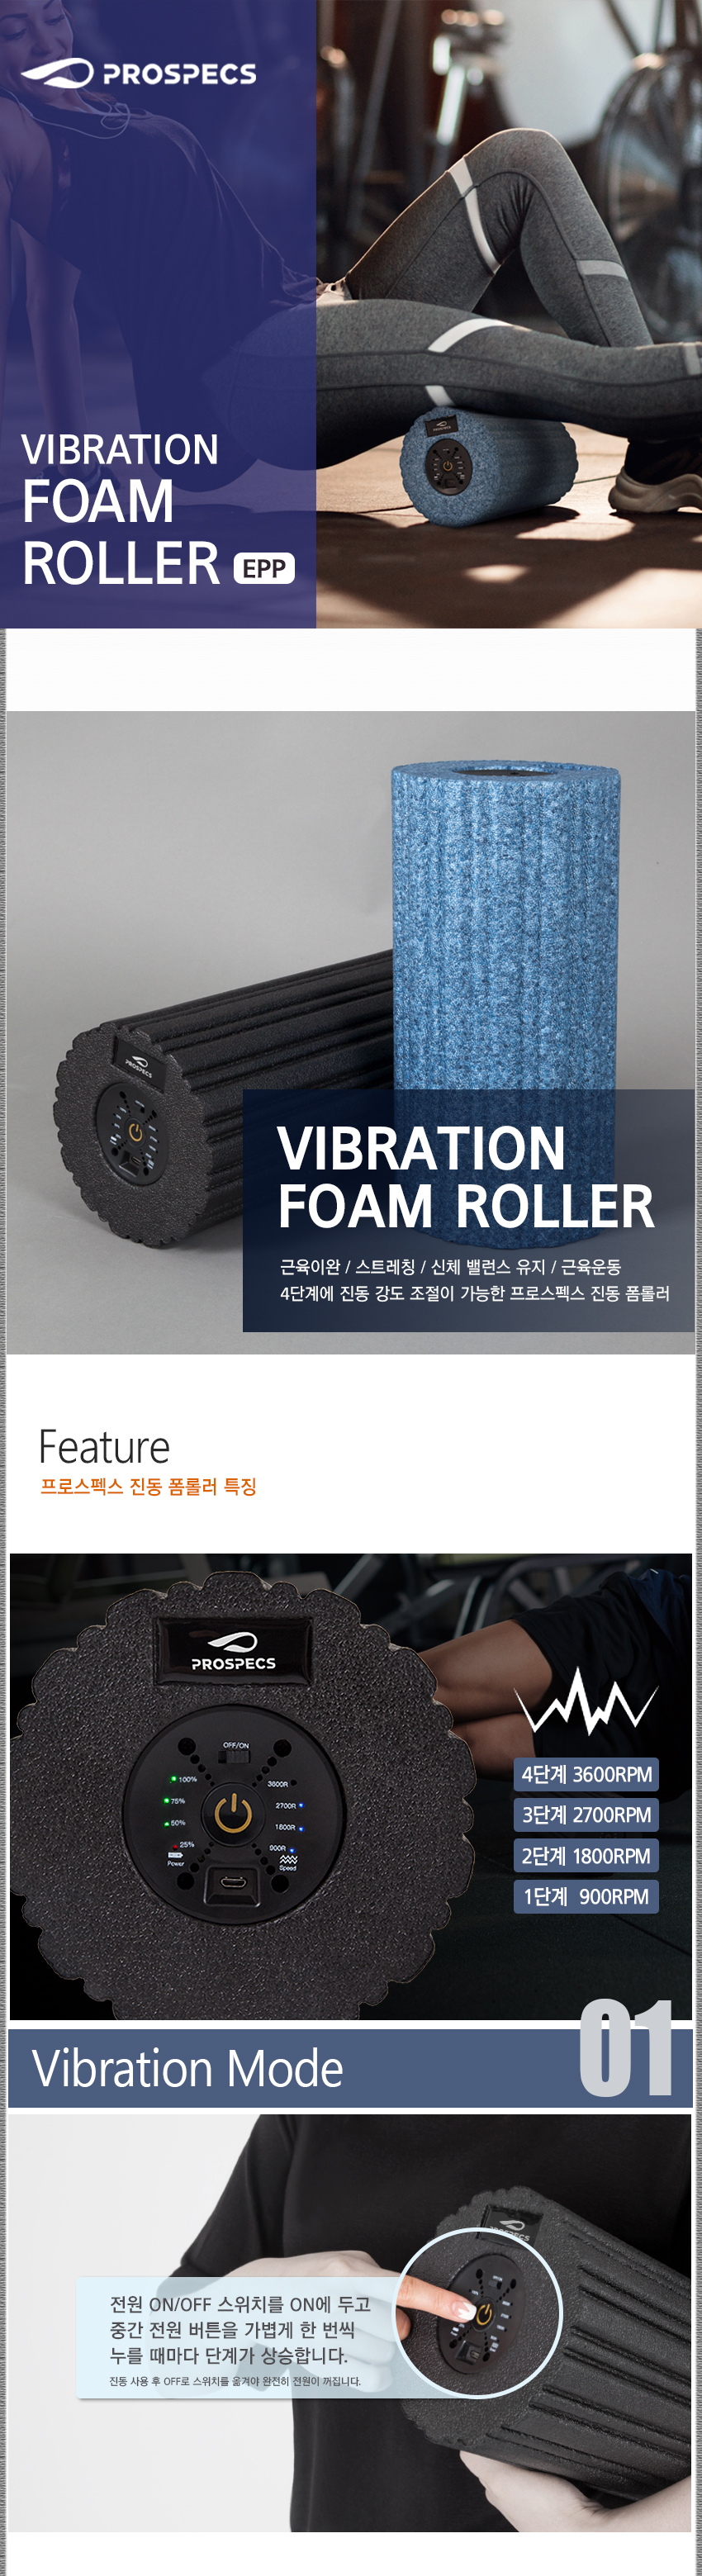 PROSPECS
VIBRATION
FOAM
ROLLER EPP
PROSPECS
VIBRATION
FOAM ROLLER
근육이완 / 스트레칭 / 신체 밸런스 유지 / 근육운동
4단계에 진동 강도 조절이 가능한 프로스펙스 진동 폼롤러
Feature
프로스펙스 진동 폼롤러 특징
PROSPECS
OFF/ON
100%
75%
50%
25%
Power
3600R
2700R
1800R
900R
Speed
4단계 3600RPM
3단계 2700RPM
2단계 1800RPM
1단계 900RPM
Vibration Mode
01
PROSPECS
전원 ON/OFF 스위치를 ON에 두고
중간 전원 버튼을 가볍게 한 번씩
누를 때마다 단계가 상승합니다.
진동 사용 후 OFF로 스위치를 옮겨야 완전히 전원이 꺼집니다.